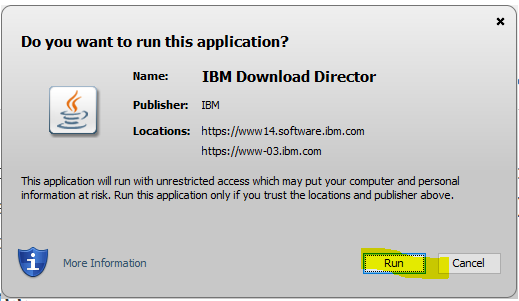 Do you want to run this application?
Name: IBM Download Director
Publisher: IBM
Locations: https://www14.software.ibm.com
https://www-03.ibm.com
This application will run with unrestricted access which may put your computer and personal
information at risk. Run this application only if you trust the locations and publisher above.
More Information
Run Cancel